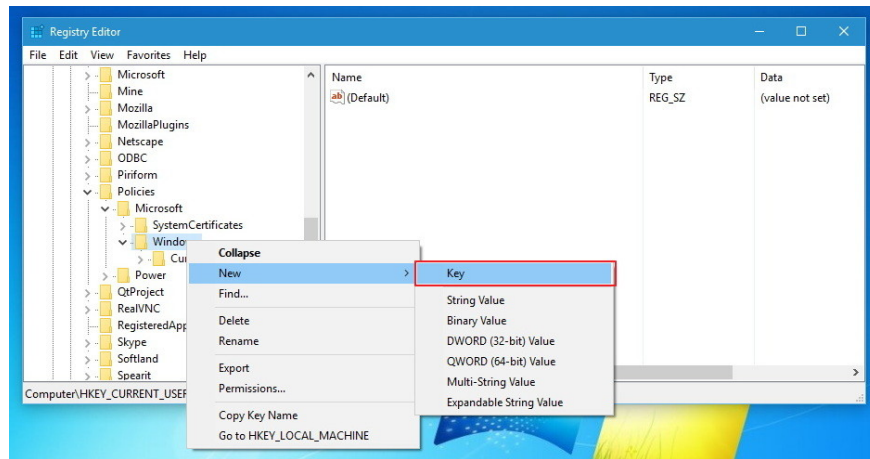 Registry Editor
File Edit View Favorites Help
Microsoft
Mine
Mozilla
MozillaPlugins
Netscape
ODBC
Piriform
Policies
Microsoft
SystemCertificates
Windo
Cu
Power
QtProject
RealVNC
RegisteredApp
Skype
Softland
Spearit
Name Type Data
ab (Default) REG_SZ (value not set)
Collapse
New
Find...
Delete
Rename
Export
Permissions...
Copy Key Name
Go to HKEY_LOCAL_MACHINE
Key
String Value
Binary Value
DWORD (32-bit) Value
QWORD (64-bit) Value
Multi-String Value
Expandable String Value
Computer\HKEY_CURRENT_USER